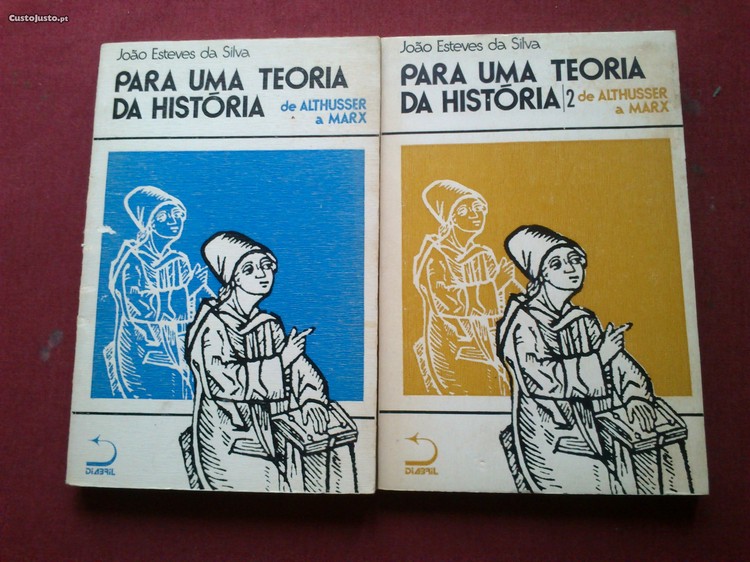 CustoJusto.pt
João Esteves da Silva
PARA UMA TEORIA
DA HISTÓRIA de ALTHUSSER
a MARX
DIABRIL
João Esteves da Silva
PARA UMA TEORIA
DA HISTÓRIA/2 de ALTHUSSER
a MARX
DIABRIL